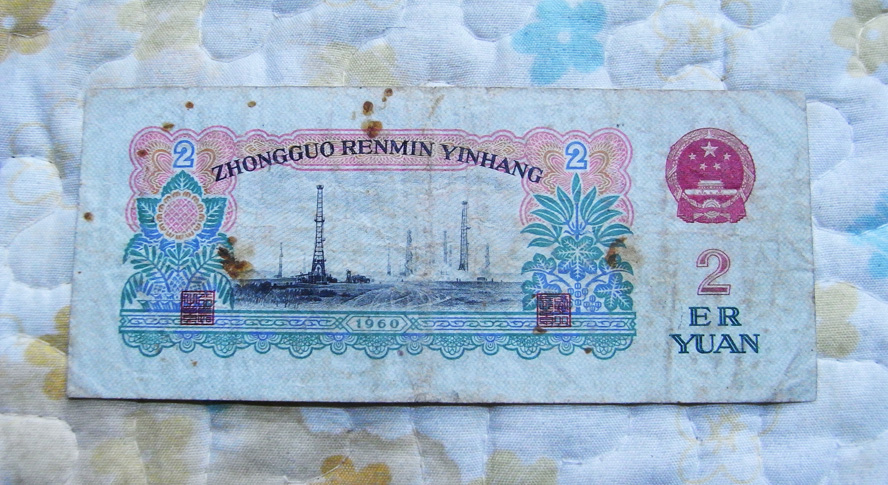 2 ZHONGGUO RENMIN YINHANG 2
1960
2
ER
YUAN